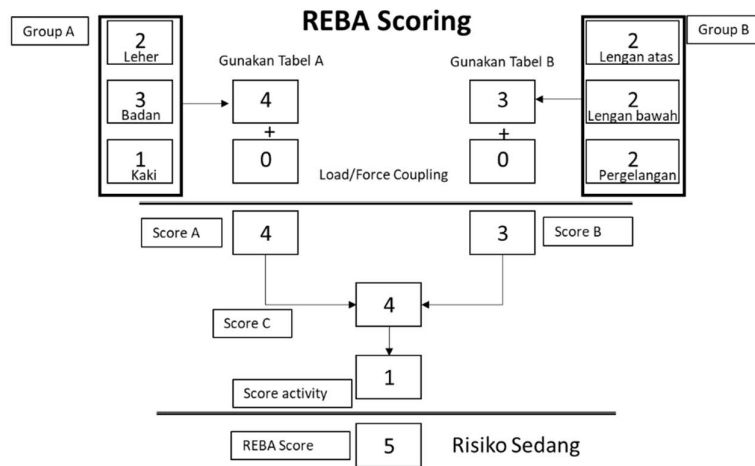 REBA Scoring
Group A
Group B
2
Leher
3
Badan
1
Kaki
Gunakan Tabel A
4
+
0
Gunakan Tabel B
3
+
0
Load/Force Coupling
2
Lengan atas
2
Lengan bawah
2
Pergelangan
Score A
4
3
Score B
4
Score C
1
Score activity
REBA Score
5
Risiko Sedang